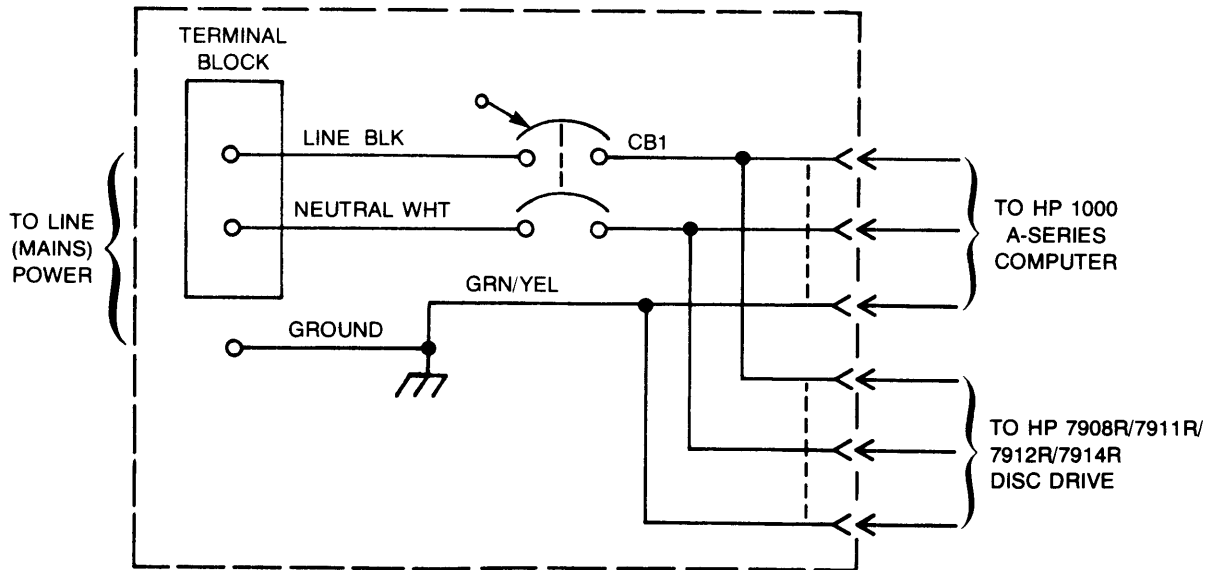 TERMINAL
BLOCK
LINE BLK
CB1
NEUTRAL WHT
TO LINE
(MAINS)
POWER
GRN/YEL
GROUND
TO HP 1000
A-SERIES
COMPUTER
TO HP 7908R/7911R/
7912R/7914R
DISC DRIVE